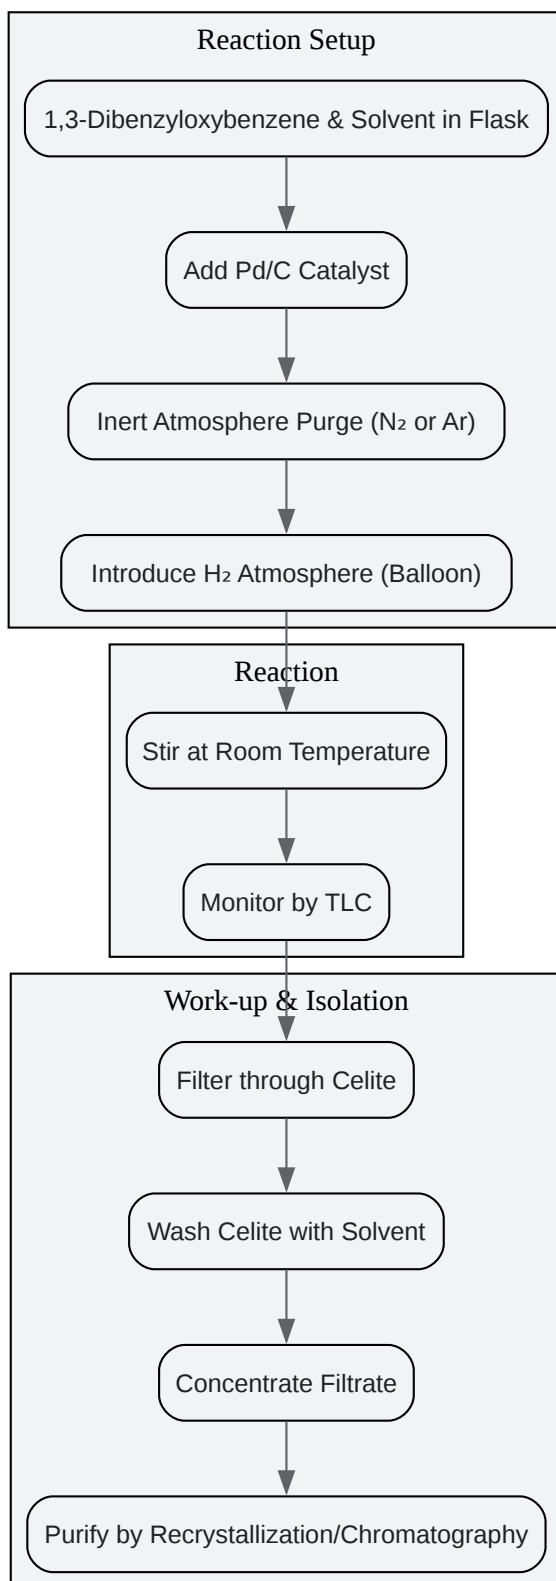 Reaction Setup
1,3-Dibenzyloxybenzene & Solvent in Flask
Add Pd/C Catalyst
Inert Atmosphere Purge (N₂ or Ar)
Introduce H₂ Atmosphere (Balloon)
Reaction
Stir at Room Temperature
Monitor by TLC
Work-up & Isolation
Filter through Celite
Wash Celite with Solvent
Concentrate Filtrate
Purify by Recrystallization/Chromatography